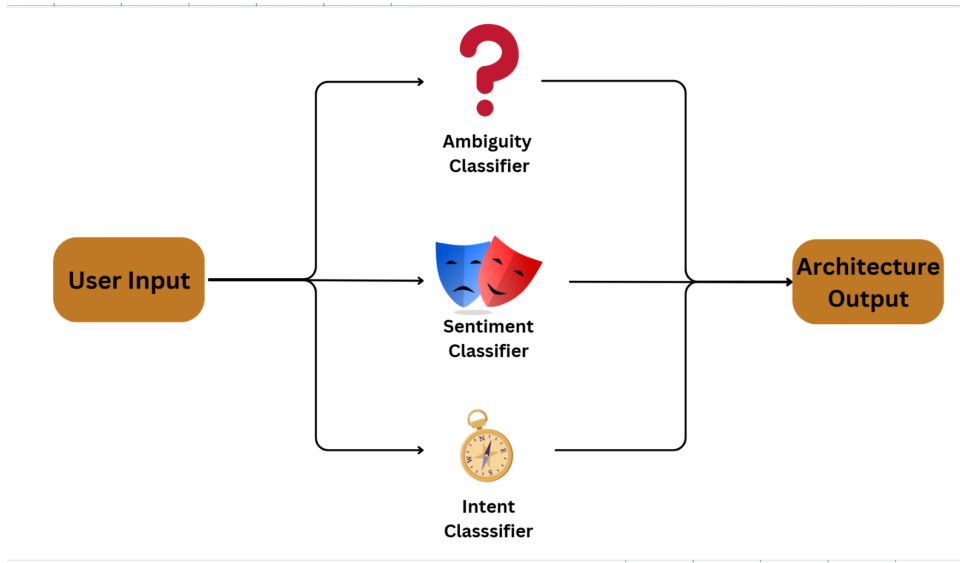 Ambiguity
Classifier
User Input
Sentiment
Classifier
Architecture
Output
N
E
S
W
Intent
Classsifier